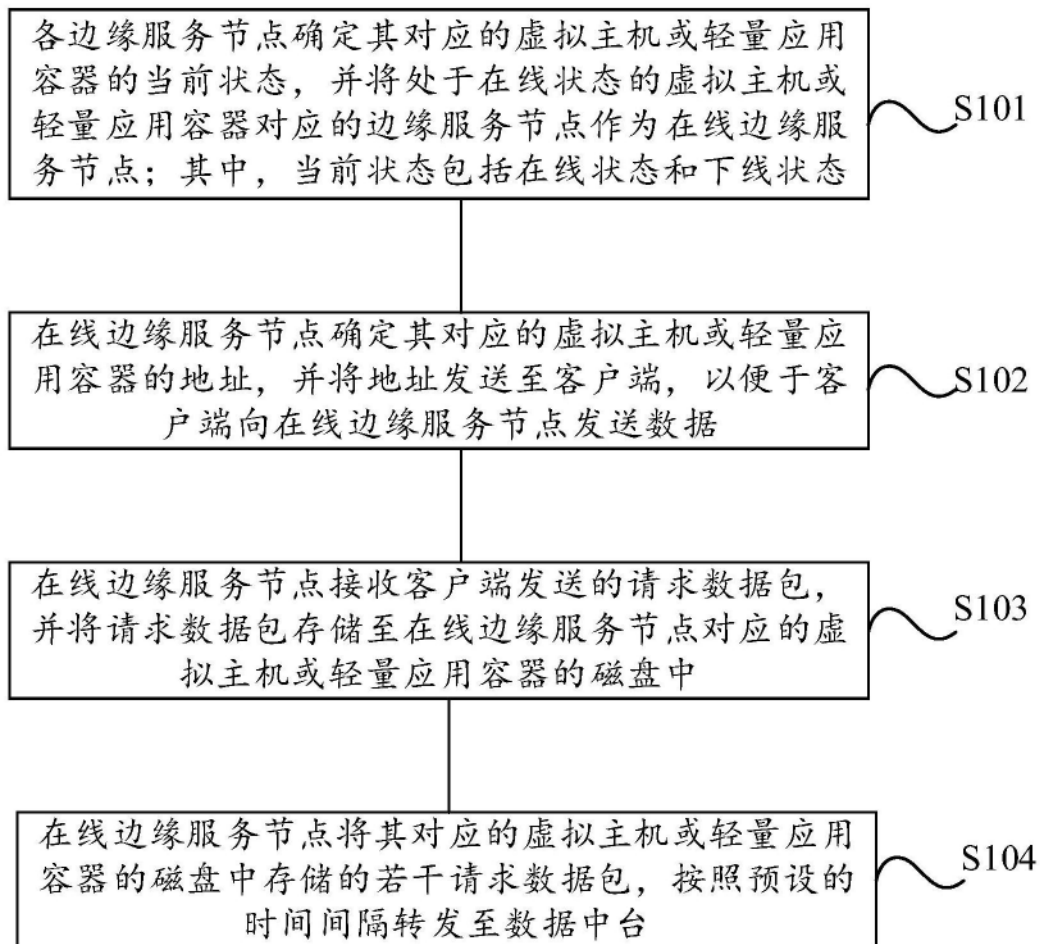 各边缘服务节点确定其对应的虚拟主机或轻量应用
容器的当前状态，并将处于在线状态的虚拟主机或
轻量应用容器对应的边缘服务节点作为在线边缘服
务节点；其中，当前状态包括在线状态和下线状态
S101
在线边缘服务节点确定其对应的虚拟主机或轻量应
用容器的地址，并将地址发送至客户端，以便于客
户端向在线边缘服务节点发送数据
S102
在线边缘服务节点接收客户端发送的请求数据包，
并将请求数据包存储至在线边缘服务节点对应的虚
拟主机或轻量应用容器的磁盘中
S103
在线边缘服务节点将其对应的虚拟主机或轻量应用
容器的磁盘中存储的若干请求数据包，按照预设的
时间间隔转发至数据中台
S104